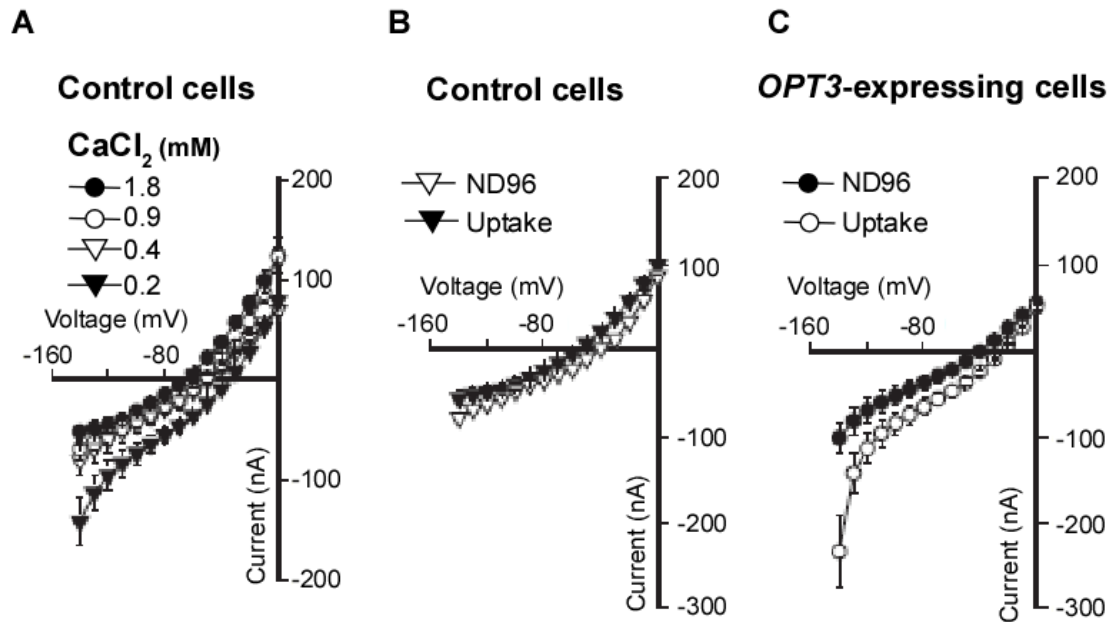 A
Control cells
CaCl2 (mM)
1.8
0.9
0.4
0.2
Voltage (mV)
-160
-80
200
100
-100
-200
Current (nA)
B
Control cells
ND96
Uptake
Voltage (mV)
-160
-80
200
100
-100
-200
-300
Current (nA)
C
OPT3-expressing cells
ND96
Uptake
Voltage (mV)
-160
-80
200
100
-100
-200
-300
Current (nA)